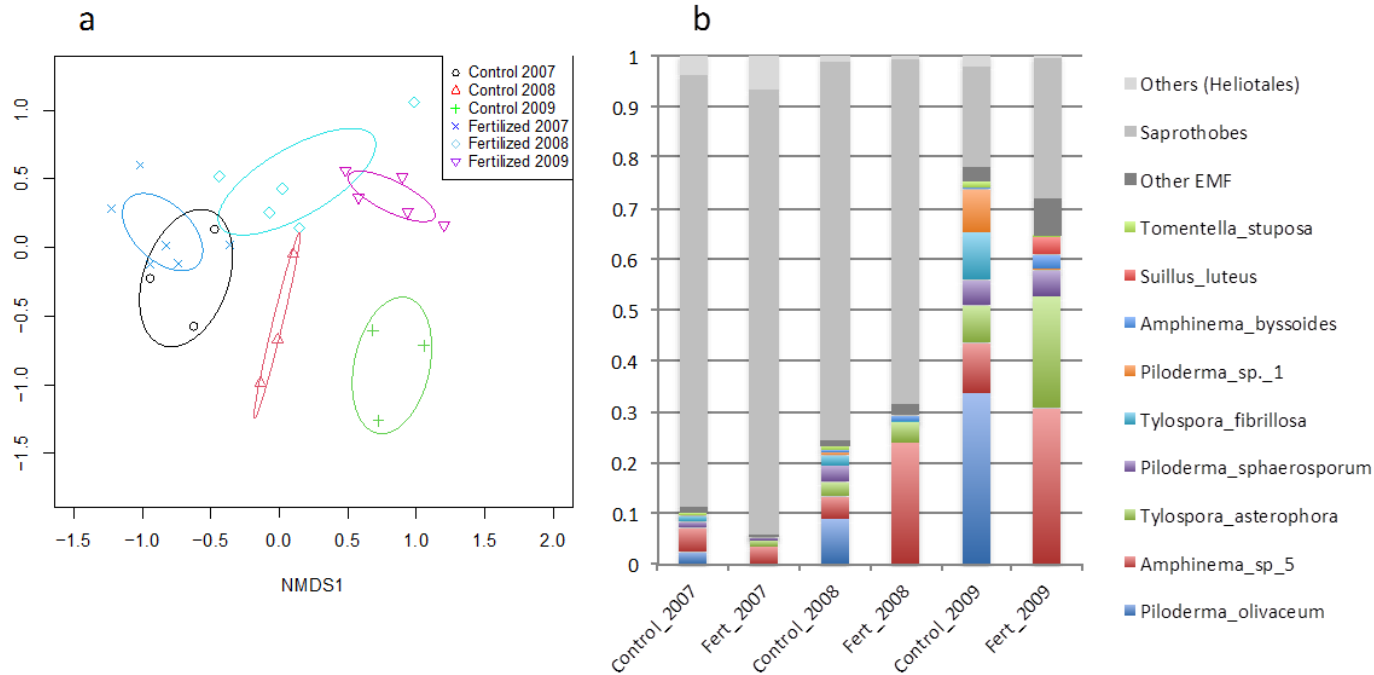 a
b
Control 2007
Control 2008
Control 2009
Fertilized 2007
Fertilized 2008
Fertilized 2009
1.0
0.5
0.0
−0.5
−1.0
−1.5
−1.5 −1.0 −0.5 0.0 0.5 1.0 1.5 2.0
NMDS1
1
0.9
0.8
0.7
0.6
0.5
0.4
0.3
0.2
0.1
0
Control_2007
Fert_2007
Control_2008
Fert_2008
Control_2009
Fert_2009
Others (Heliotales)
Saprothobes
Other EMF
Tomentella_stuposa
Suillus_luteus
Amphinema_byssoides
Piloderma_sp._1
Tylospora_fibrillosa
Piloderma_sphaerosporum
Tylospora_asterophora
Amphinema_sp_5
Piloderma_olivaceum